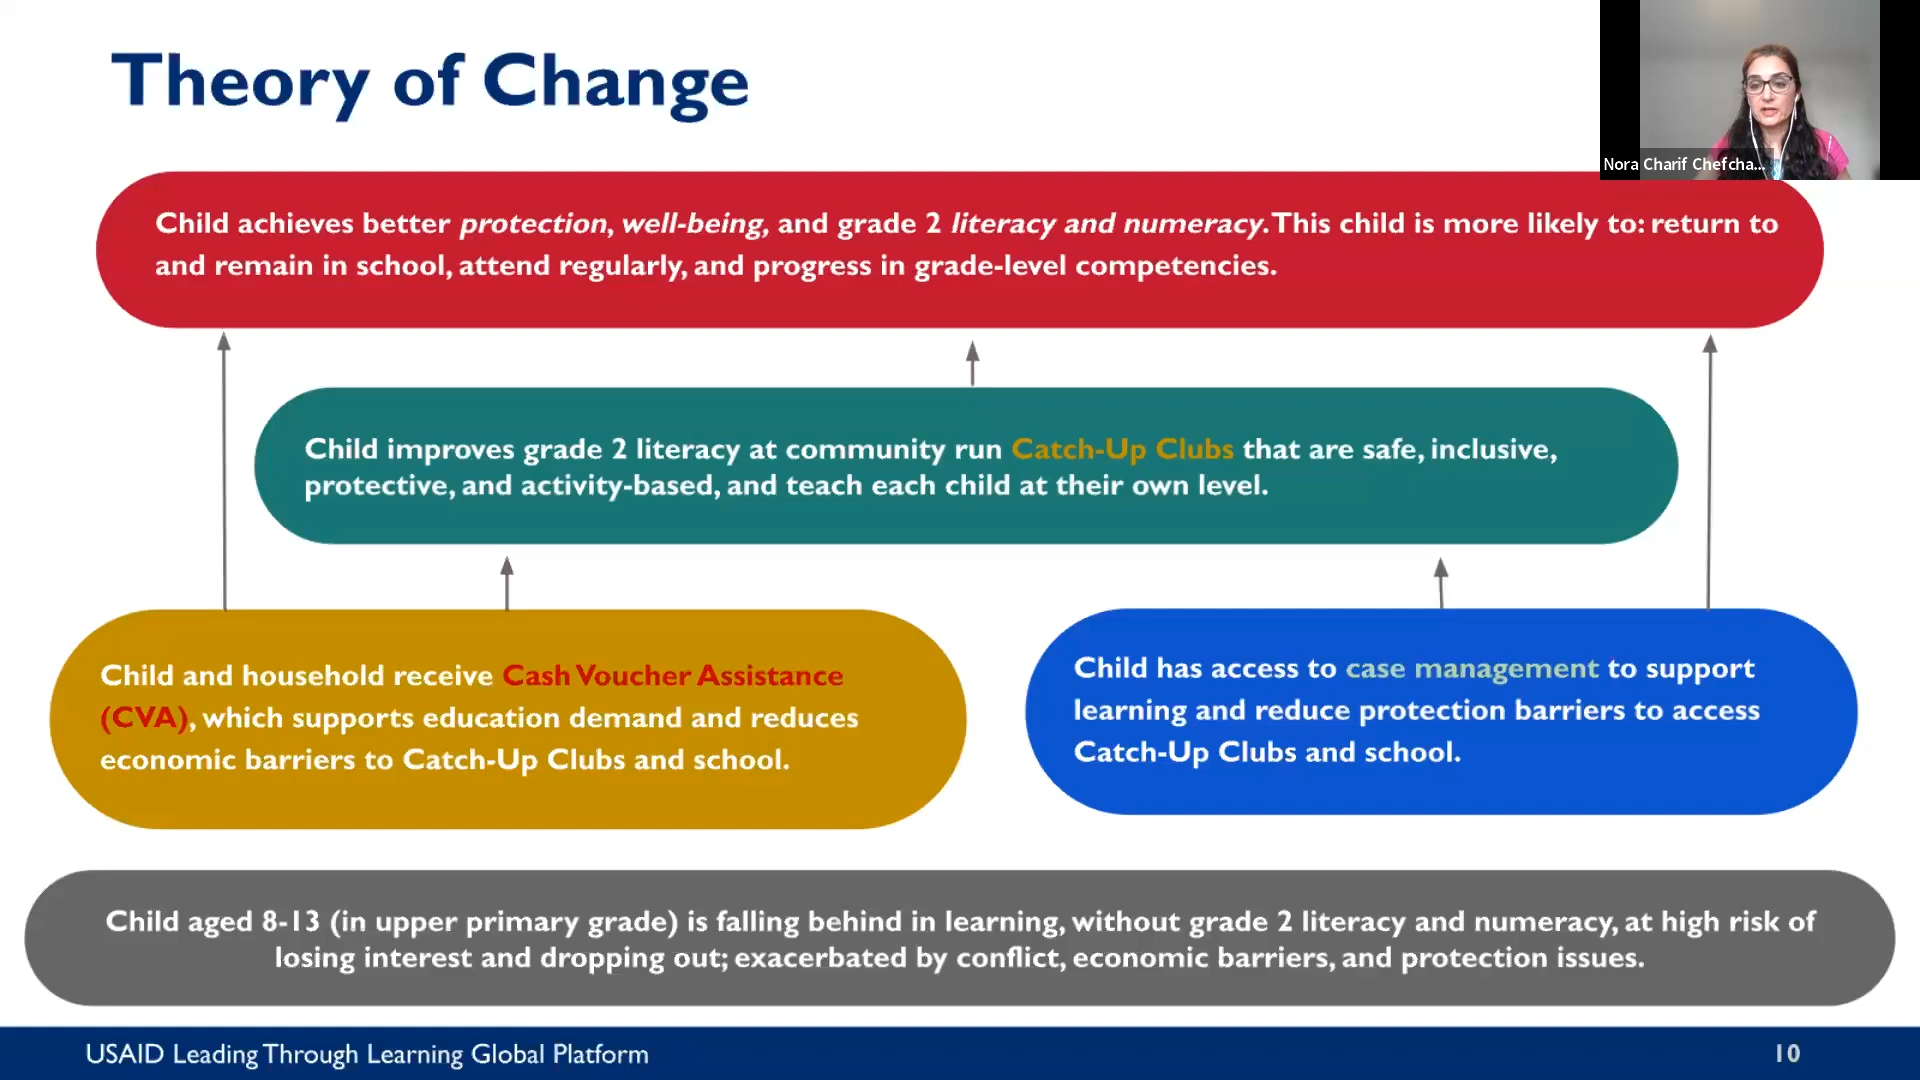 Theory of Change
Nora Charif Chefcha...
Child achieves better protection, well-being, and grade 2 literacy and numeracy. This child is more likely to: return to
and remain in school, attend regularly, and progress in grade-level competencies.
Child improves grade 2 literacy at community run Catch-Up Clubs that are safe, inclusive,
protective, and activity-based, and teach each child at their own level.
Child and household receive Cash Voucher Assistance
(CVA), which supports education demand and reduces
economic barriers to Catch-Up Clubs and school.
Child has access to case management to support
learning and reduce protection barriers to access
Catch-Up Clubs and school.
Child aged 8-13 (in upper primary grade) is falling behind in learning, without grade 2 literacy and numeracy, at high risk of
losing interest and dropping out; exacerbated by conflict, economic barriers, and protection issues.
USAID Leading Through Learning Global Platform
10